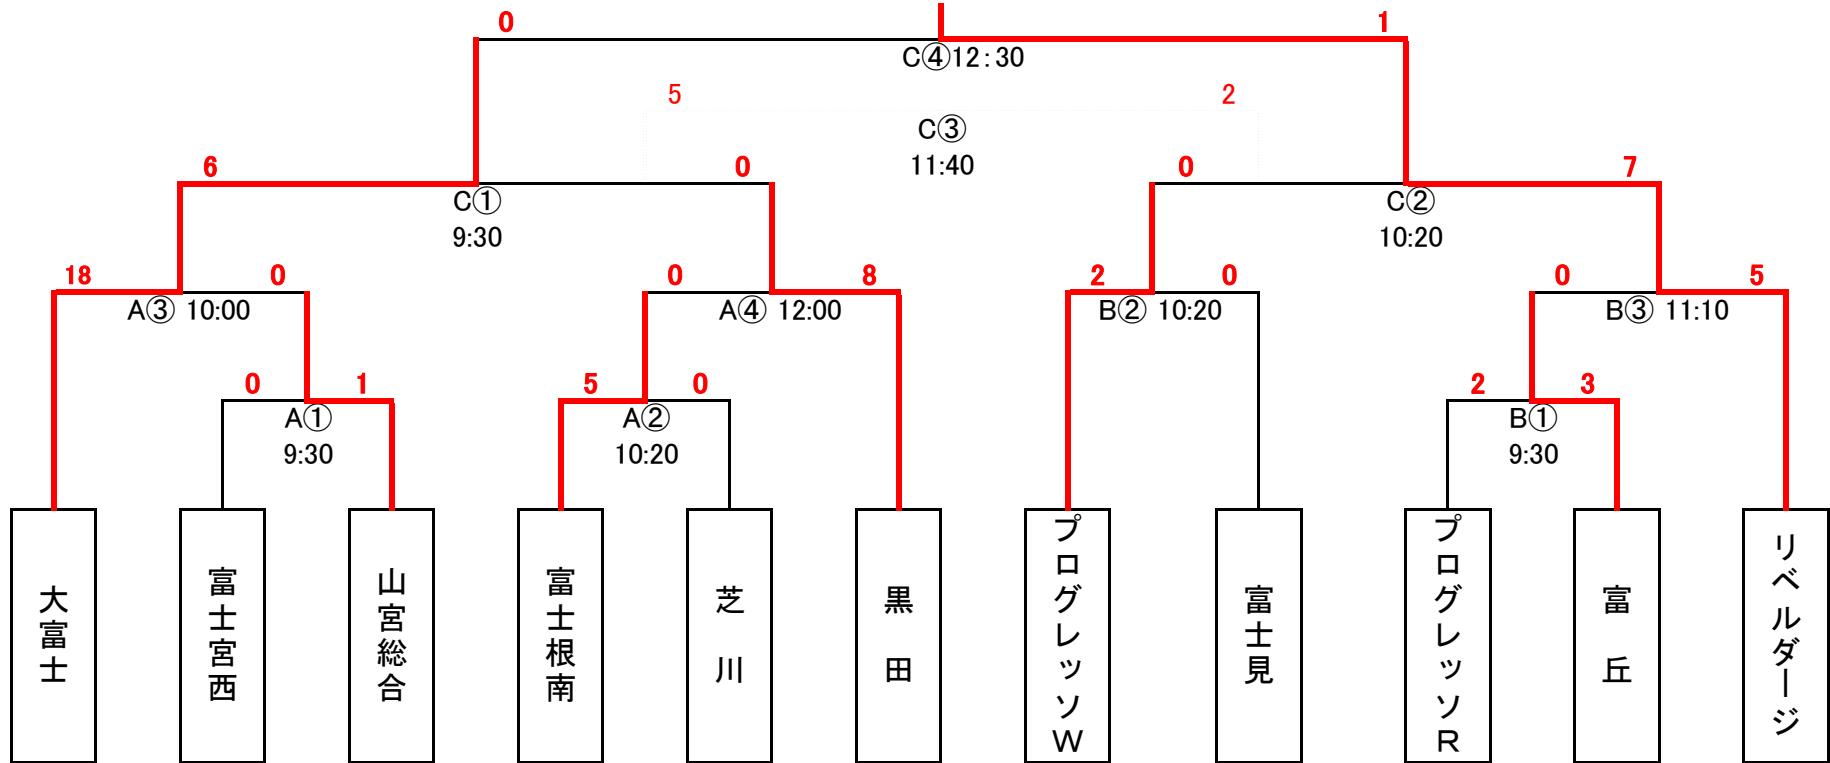 0 1
C④12：30
5 2
C③
11:40
6 0 0 7
C① C②
9:30 10:20
18 0 0 8 2 0 0 5
A③ 10:00 A④ 12:00 B② 10:20 B③ 11:10
0 1 5 0 2 3
A① A② B①
9:30 10:20 9:30
大富士
富士宮西
山宮総合
富士根南
芝川
黒田
プログレッソW
富士見
プログレッソR
富丘
リベルダージ